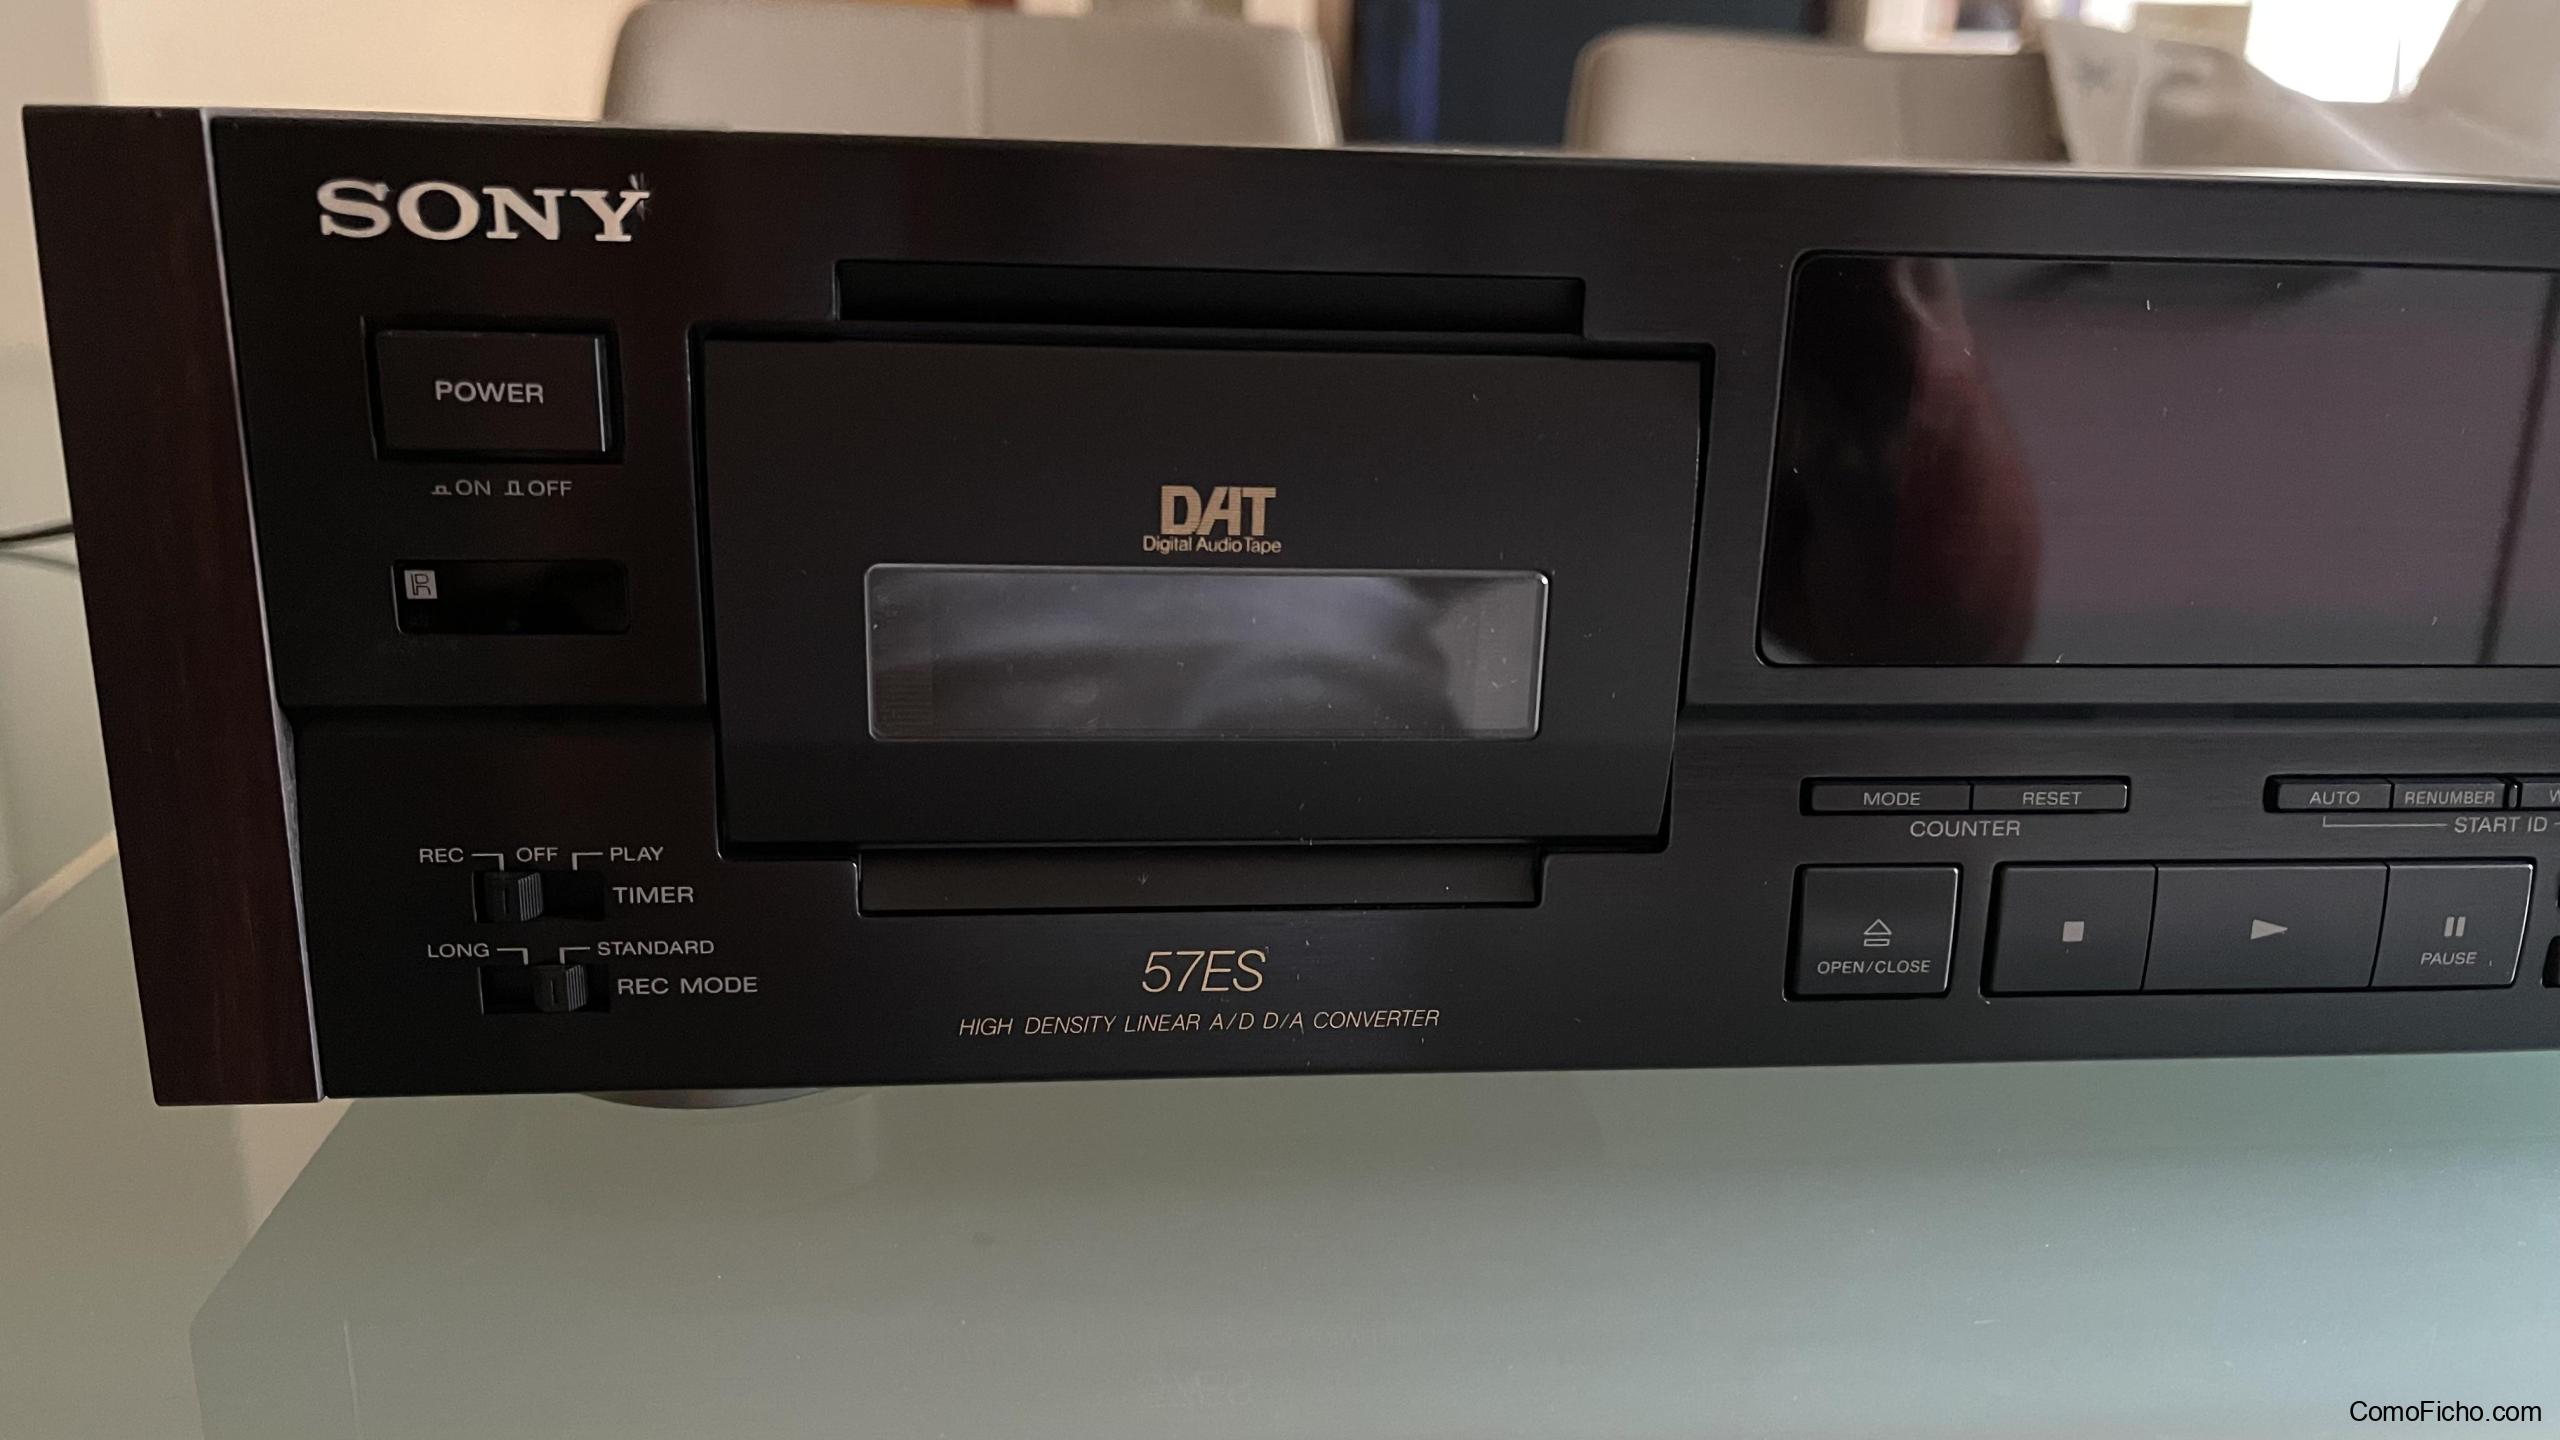 SONY
POWER
ON OFF
R
DAT
Digital Audio Tape
REC OFF PLAY
TIMER
LONG STANDARD
REC MODE
57ES
HIGH DENSITY LINEAR A/D D/A CONVERTER
MODE RESET
COUNTER
AUTO RENUMBER
START ID
OPEN/CLOSE
PAUSE
ComoFicho.com